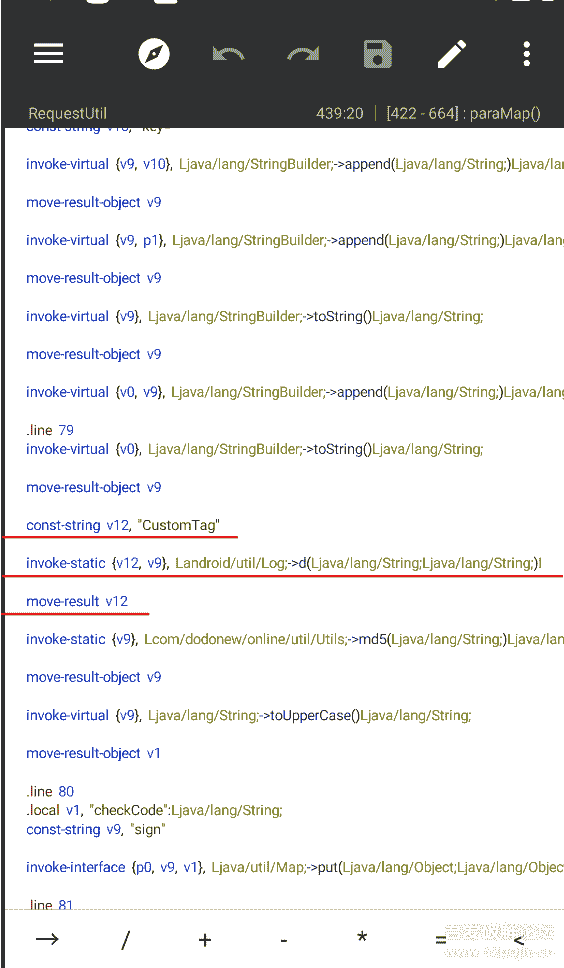 RequestUtil 439:20 | [422 - 664] : paraMap()
const-string v10, "key="
invoke-virtual {v9, v10}, Ljava/lang/StringBuilder;->append(Ljava/lang/String;)Ljava/lan
move-result-object v9
invoke-virtual {v9, p1}, Ljava/lang/StringBuilder;->append(Ljava/lang/String;)Ljava/lang
move-result-object v9
invoke-virtual {v9}, Ljava/lang/StringBuilder;->toString()Ljava/lang/String;
move-result-object v9
invoke-virtual {v0, v9}, Ljava/lang/StringBuilder;->append(Ljava/lang/String;)Ljava/lang
.line 79
invoke-virtual {v0}, Ljava/lang/StringBuilder;->toString()Ljava/lang/String;
move-result-object v9
const-string v12, "CustomTag"
invoke-static {v12, v9}, Landroid/util/Log;->d(Ljava/lang/String;Ljava/lang/String;)I
move-result v12
invoke-static {v9}, Lcom/dodonew/online/util/Utils;->md5(Ljava/lang/String;)Ljava/lan
move-result-object v9
invoke-virtual {v9}, Ljava/lang/String;->toUpperCase()Ljava/lang/String;
move-result-object v1
.line 80
.local v1, "checkCode":Ljava/lang/String;
const-string v9, "sign"
invoke-interface {p0, v9, v1}, Ljava/util/Map;->put(Ljava/lang/Object;Ljava/lang/Objec
.line 81
→ / + - * = <